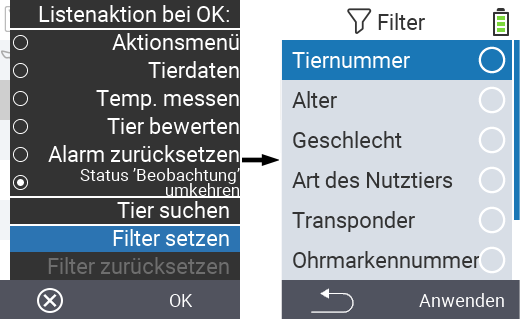 Listenaktion bei OK:
Aktionsmenü
Tierdaten
Temp. messen
Tier bewerten
Alarm zurücksetzen
Status 'Beobachtung'
umkehren
Tier suchen
Filter setzen
Filter zurücksetzen
OK
Filter
Tiernummer
Alter
Geschlecht
Art des Nutztiers
Transponder
Ohrmarkennummer
Anwenden